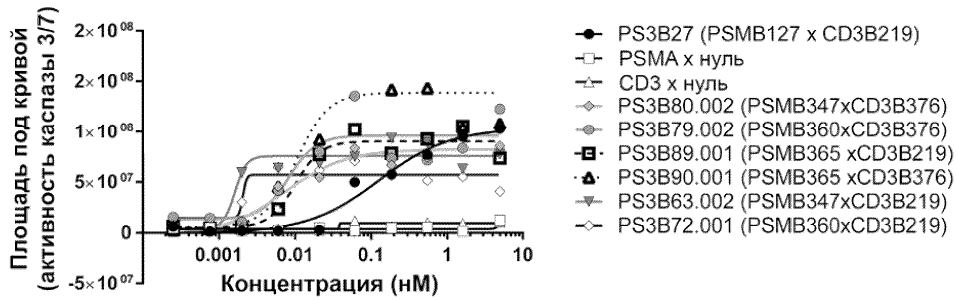 Площадь под кривой
(активность каспазы 3/7)
2×10⁰⁸
2×10⁰⁸
1×10⁰⁸
5×10⁰⁷
0
-5×10⁰⁷
0.001
0.01
0.1
1
10
Концентрация (нМ)
PS3B27 (PSMB127 x CD3B219)
PSMA x нуль
CD3 x нуль
PS3B80.002 (PSMB347xCD3B376)
PS3B79.002 (PSMB360xCD3B376)
PS3B89.001 (PSMB365 xCD3B219)
PS3B90.001 (PSMB365 xCD3B376)
PS3B63.002 (PSMB347xCD3B219)
PS3B72.001 (PSMB360xCD3B219)